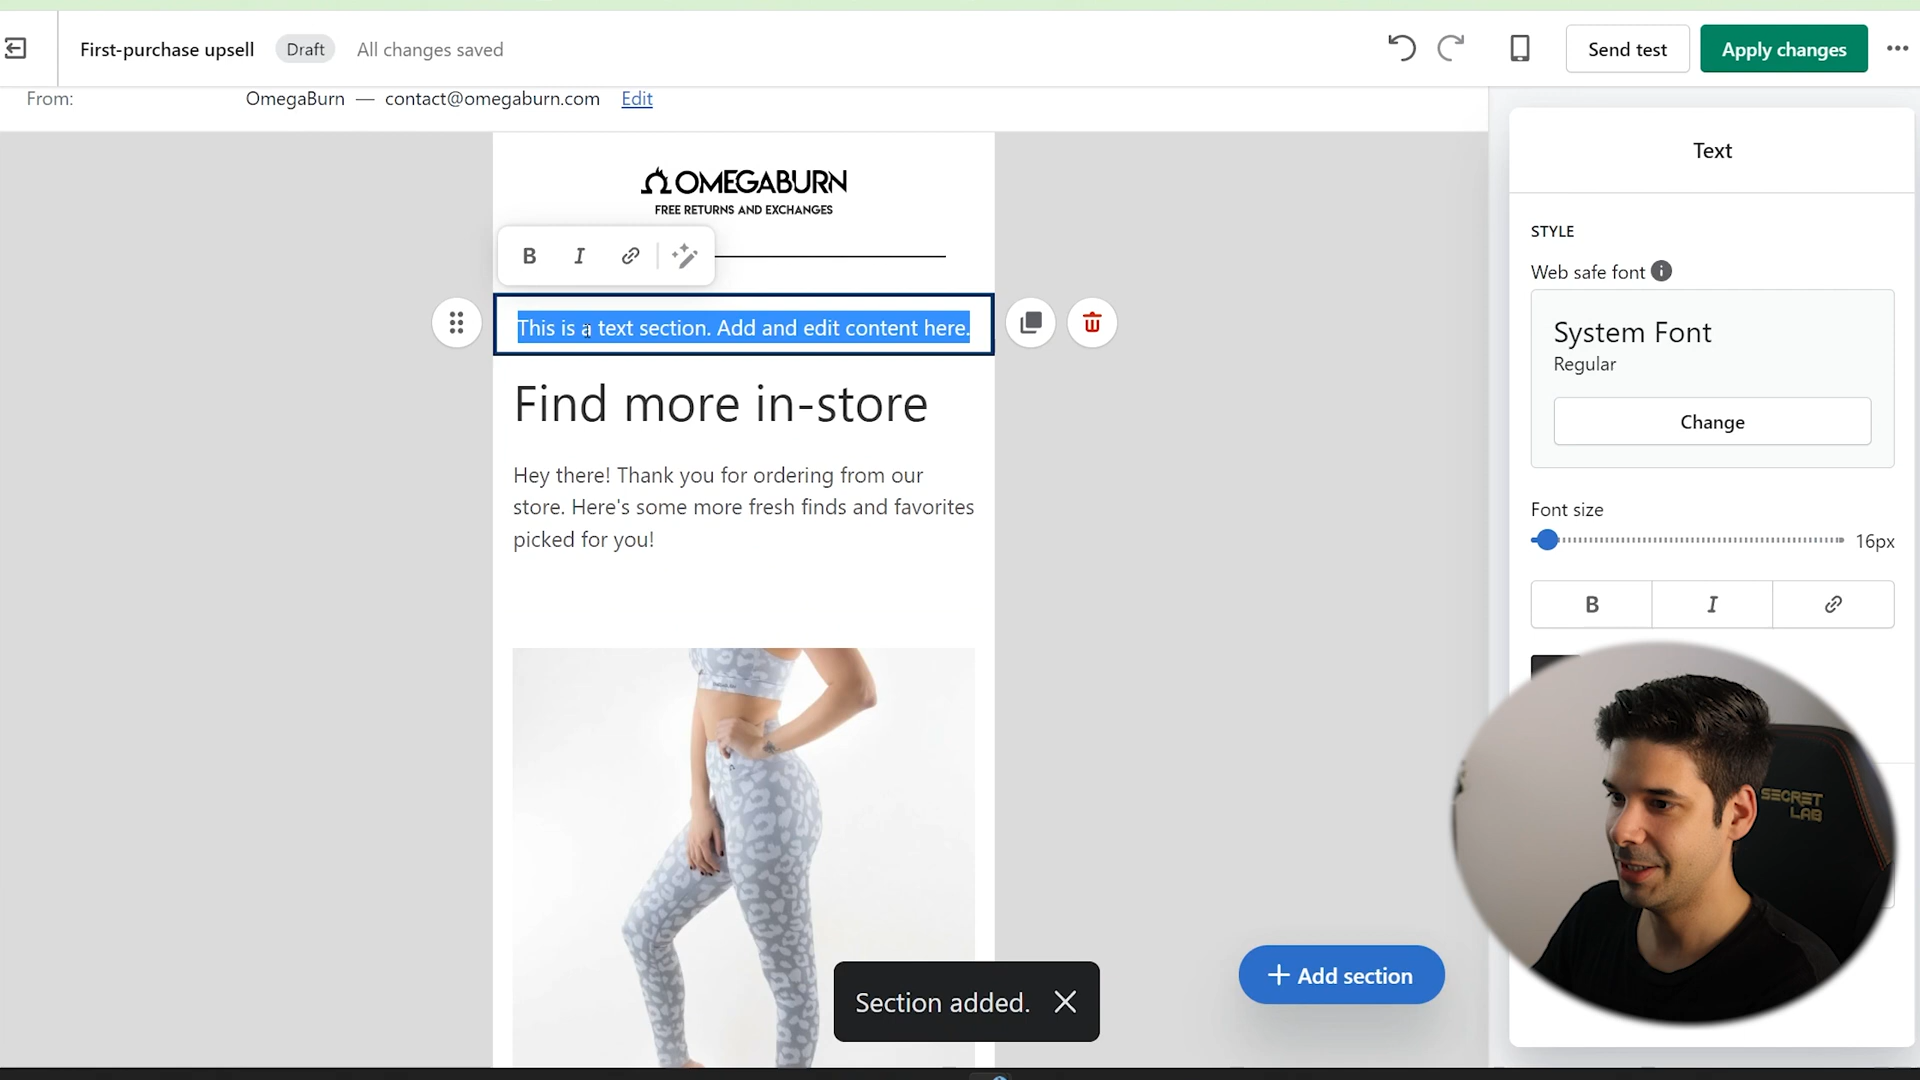 First-purchase upsell Draft All changes saved Send test Apply changes
From: OmegaBurn — contact@omegaburn.com Edit
Text
OMEGABURN
FREE RETURNS AND EXCHANGES
STYLE
Web safe font
B I
This is a text section. Add and edit content here.
System Font
Regular
Change
Find more in-store
Hey there! Thank you for ordering from our
store. Here's some more fresh finds and favorites
picked for you!
Font size
16px
B I
SECRET
LAB
+ Add section
Section added.